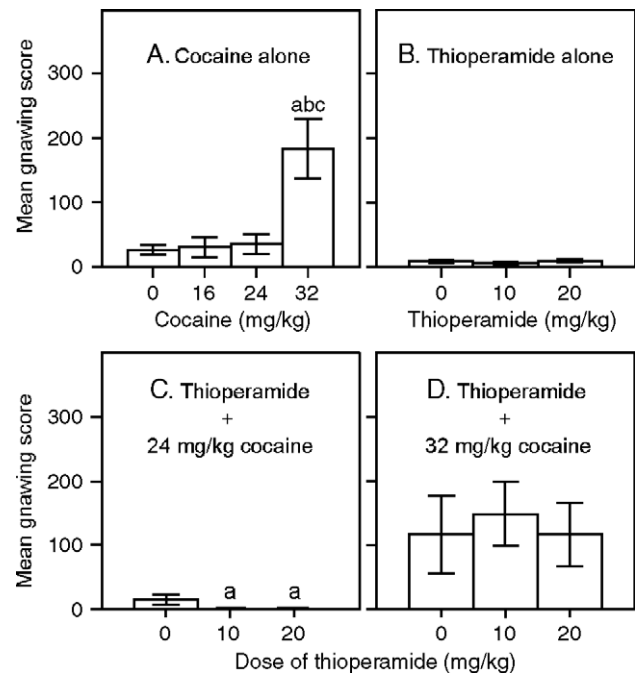 A. Cocaine alone
B. Thioperamide alone
Mean gnawing score
300
200
100
0
abc
0 16 24 32
Cocaine (mg/kg)
0 10 20
Thioperamide (mg/kg)
C. Thioperamide
+
24 mg/kg cocaine
D. Thioperamide
+
32 mg/kg cocaine
Mean gnawing score
300
200
100
0
a a
0 10 20
0 10 20
Dose of thioperamide (mg/kg)